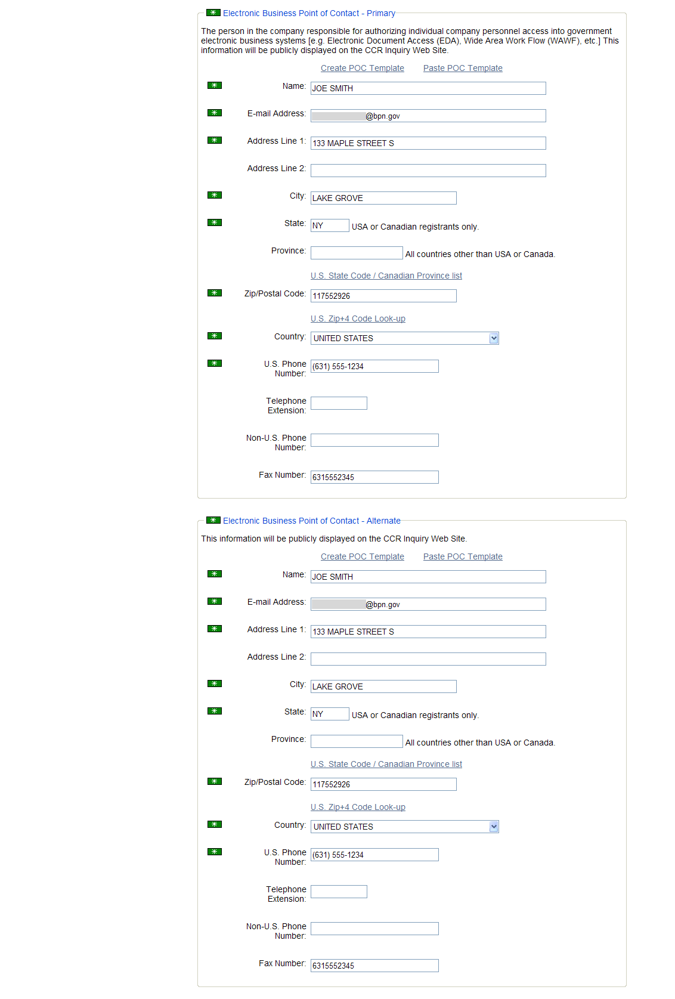 * Electronic Business Point of Contact - Primary
The person in the company responsible for authorizing individual company personnel access into government
electronic business systems [e.g. Electronic Document Access (EDA), Wide Area Work Flow (WAWF), etc.] This
information will be publicly displayed on the CCR Inquiry Web Site.
Create POC Template Paste POC Template
* Name: JOE SMITH
* E-mail Address: @bpn.gov
* Address Line 1: 133 MAPLE STREET S
Address Line 2:
* City: LAKE GROVE
* State: NY USA or Canadian registrants only.
Province: All countries other than USA or Canada.
U.S. State Code / Canadian Province list
* Zip/Postal Code: 117552926
U.S. Zip+4 Code Look-up
* Country: UNITED STATES
* U.S. Phone
Number: (631) 555-1234
Telephone
Extension:
Non-U.S. Phone
Number:
Fax Number: 6315552345
* Electronic Business Point of Contact - Alternate
This information will be publicly displayed on the CCR Inquiry Web Site.
Create POC Template Paste POC Template
* Name: JOE SMITH
* E-mail Address: @bpn.gov
* Address Line 1: 133 MAPLE STREET S
Address Line 2:
* City: LAKE GROVE
* State: NY USA or Canadian registrants only.
Province: All countries other than USA or Canada.
U.S. State Code / Canadian Province list
* Zip/Postal Code: 117552926
U.S. Zip+4 Code Look-up
* Country: UNITED STATES
* U.S. Phone
Number: (631) 555-1234
Telephone
Extension:
Non-U.S. Phone
Number:
Fax Number: 6315552345